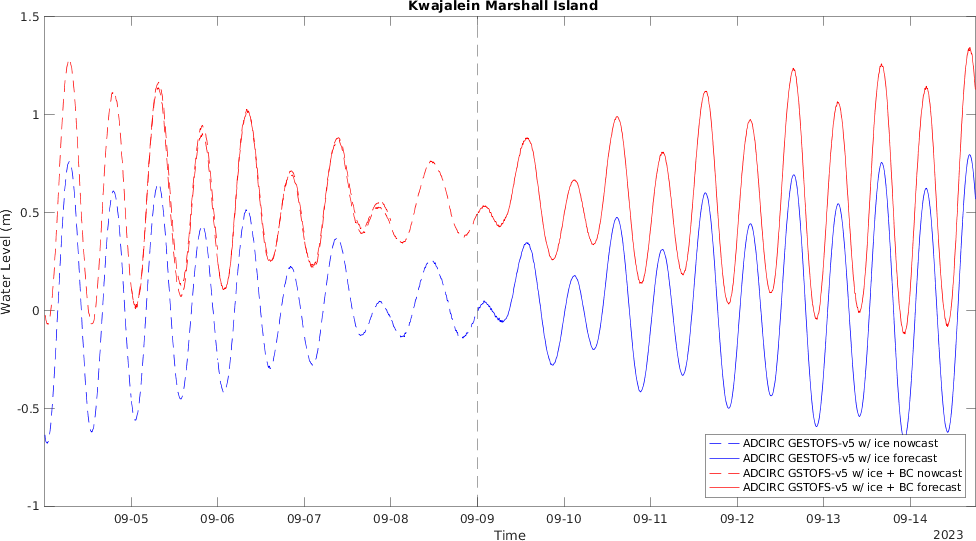 Kwajalein Marshall Island
1.5
1
0.5
0
-0.5
-1
Water Level (m)
ADCIRC GESTOFS-v5 w/ ice nowcast
ADCIRC GESTOFS-v5 w/ ice forecast
ADCIRC GSTOFS-v5 w/ ice + BC nowcast
ADCIRC GSTOFS-v5 w/ ice + BC forecast
09-05 09-06 09-07 09-08 09-09 09-10 09-11 09-12 09-13 09-14
Time
2023